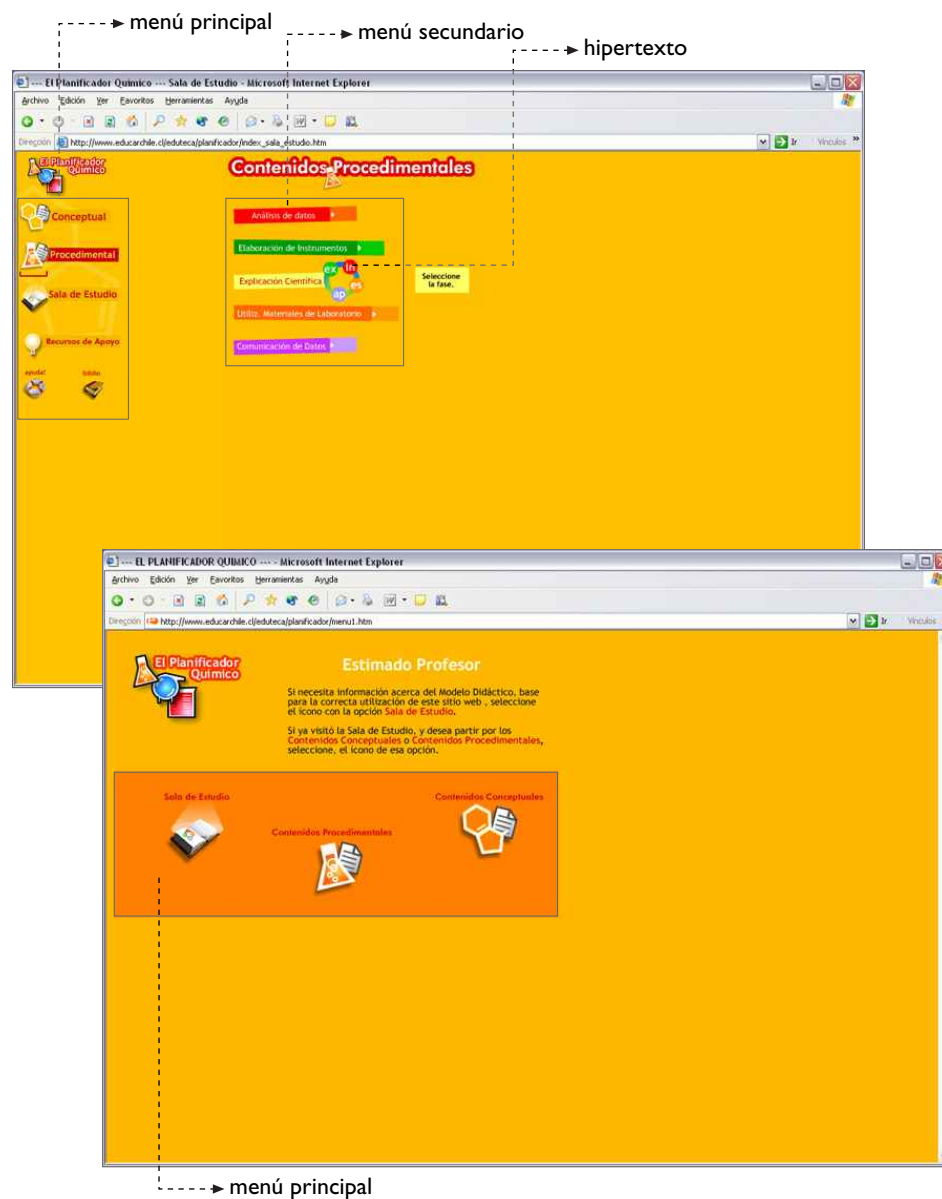 menú principal
menú secundario
hipertexto
--- El Planificador Quimico --- Sala de Estudio - Microsoft Internet Explorer
Archivo Edición Ver Favoritos Herramientas Ayuda
Dirección http://www.educarchile.cl/eduteca/planificador/index_sala_estudio.htm Ir Vínculos »
El Planificador
Quimico
Contenidos Procedimentales
Conceptual
Procedimental
Sala de Estudio
Recursos de Apoyo
ayuda!
Análisis de datos
Elaboración de Instrumentos
Explicación Científica
ex in
ap es
Seleccione
la fase.
Utiliz. Materiales de Laboratorio
Comunicación de Datos
--- EL PLANIFICADOR QUIMICO --- - Microsoft Internet Explorer
Archivo Edición Ver Favoritos Herramientas Ayuda
Dirección http://www.educarchile.cl/eduteca/planificador/menu1.htm Ir Vínculos
El Planificador
Quimico
Estimado Profesor
Si necesita información acerca del Modelo Didáctico, base
para la correcta utilización de este sitio web , seleccione
el ícono con la opción Sala de Estudio.
Si ya visitó la Sala de Estudio, y desea partir por los
Contenidos Conceptuales o Contenidos Procedimentales,
seleccione, el ícono de esa opción.
Sala de Estudio
Contenidos Procedimentales
Contenidos Conceptuales
menú principal